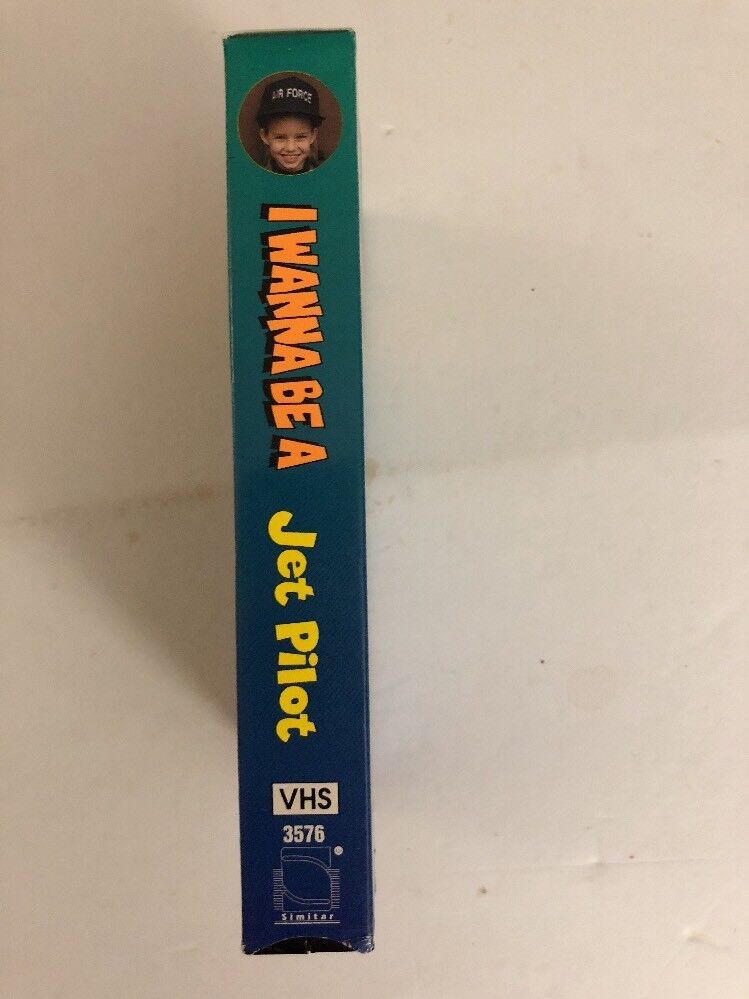 AIR FORCE
I WANNA BE A
Jet Pilot
VHS
3576
®
Simitar